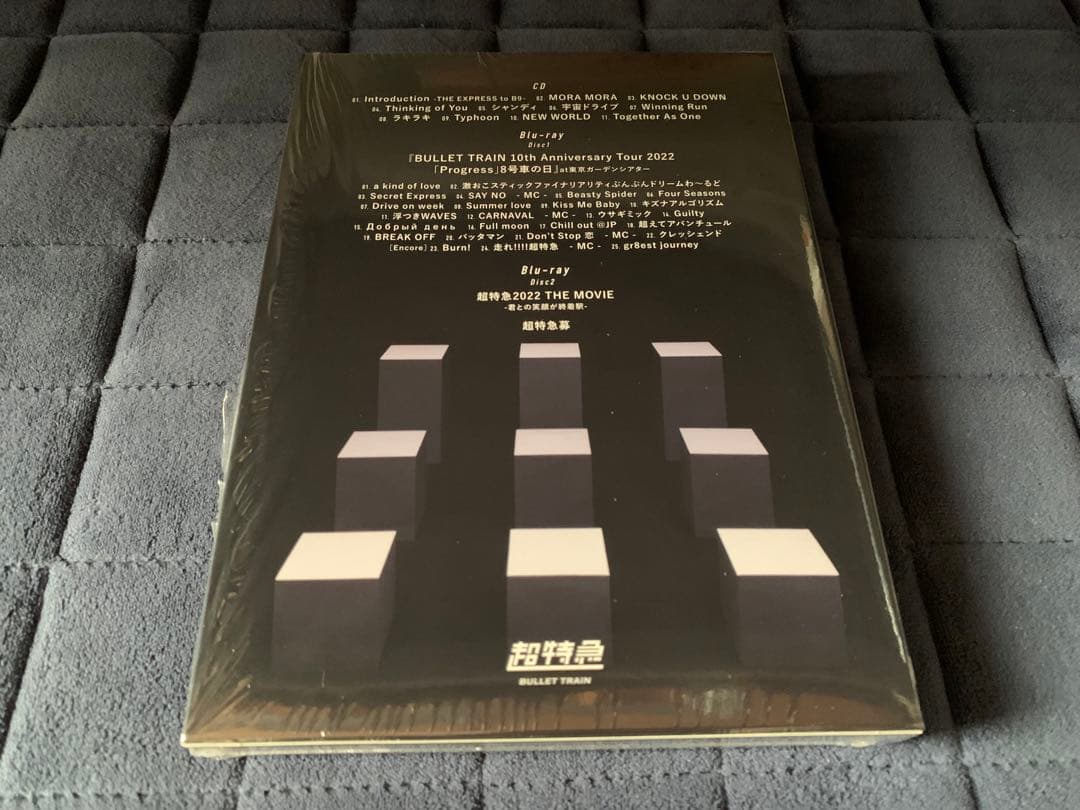 CD
01. Introduction -THE EXPRESS to B9- 02. MORA MORA 03. KNOCK U DOWN
04. Thinking of You 05. シャンディ 06. 宇宙ドライブ 07. Winning Run
08. ラキラキ 09. Typhoon 10. NEW WORLD 11. Together As One
Blu-ray
Disc1
『BULLET TRAIN 10th Anniversary Tour 2022
「Progress」8号車の日』at東京ガーデンシアター
01. a kind of love 02. 激おこスティックファイナリアリティぷんぷんドリームわ〜るど
03. Secret Express 04. SAY NO - MC - 05. Beasty Spider 06. Four Seasons
07. Drive on week 08. Summer love 09. Kiss Me Baby 10. キズナアルゴリズム
11. 浮つきWAVES 12. CARNAVAL - MC - 13. ウサギミック 14. Guilty
15. Добрый день 16. Full moon 17. Chill out @JP 18. 超えてアバンチュール
19. BREAK OFF 20. バッタマン 21. Don't Stop 恋 - MC - 22. クレッシェンド
[Encore] 23. Burn! 24. 走れ!!!!超特急 - MC - 25. gr8est journey
Blu-ray
Disc2
超特急2022 THE MOVIE
-君との笑顔が終着駅-
超特急募
超特急
BULLET TRAIN